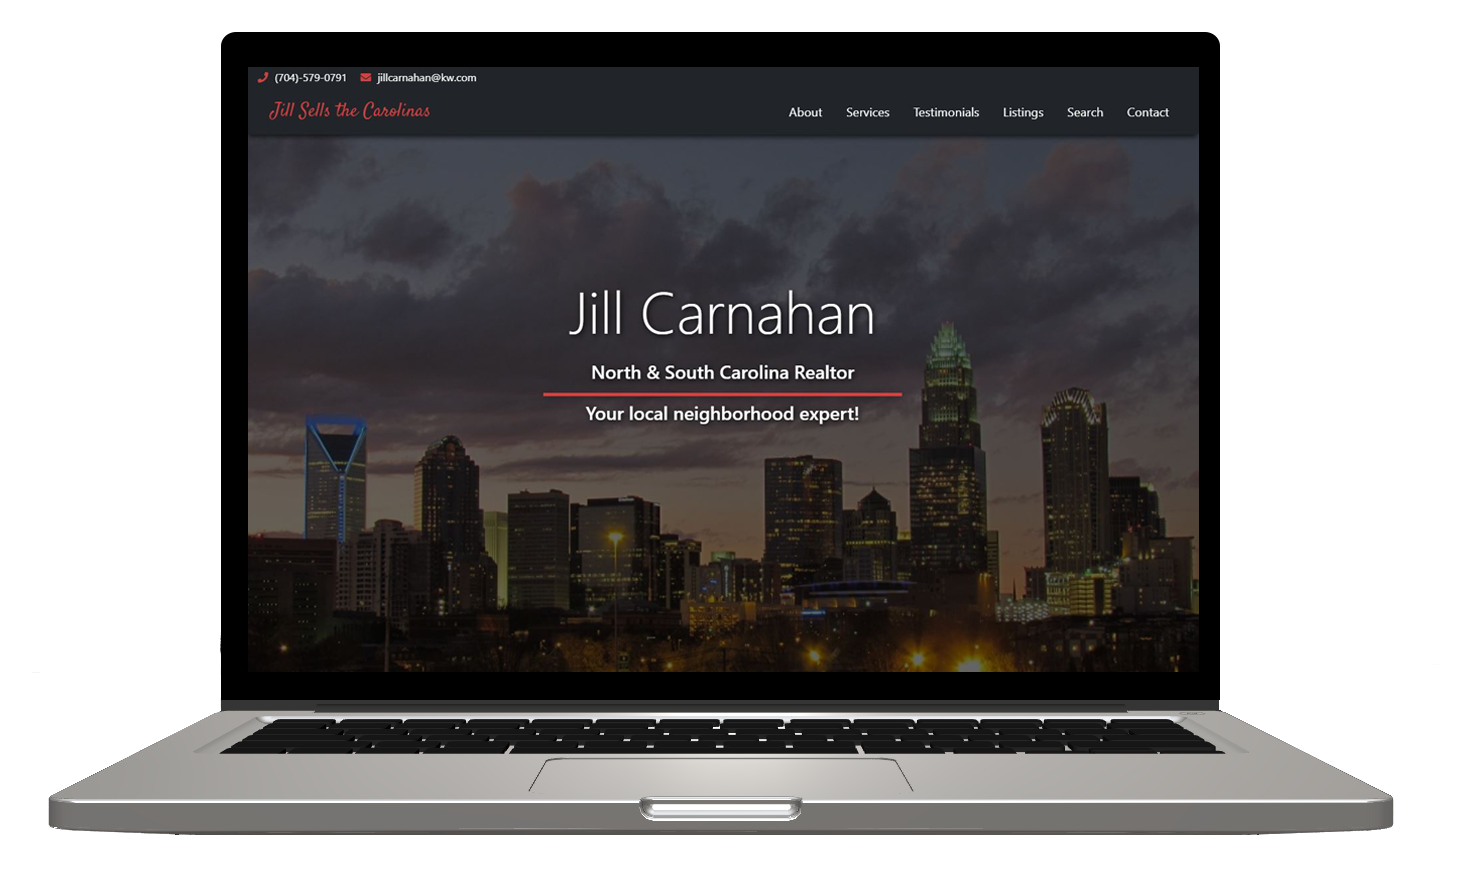 (704)-579-0791 jillcarnahan@kw.com
Jill Sells the Carolinas
About Services Testimonials Listings Search Contact
Jill Carnahan
North & South Carolina Realtor
Your local neighborhood expert!